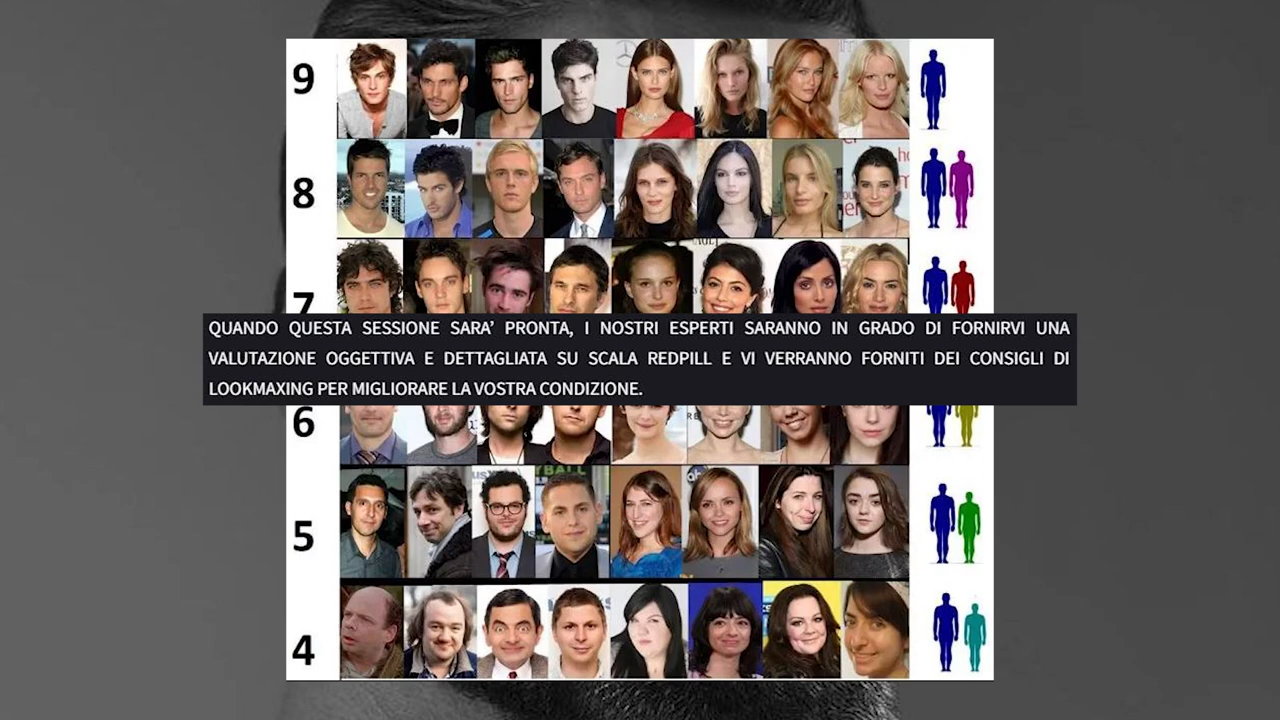 9
8
7
QUANDO QUESTA SESSIONE SARA' PRONTA, I NOSTRI ESPERTI SARANNO IN GRADO DI FORNIRVI UNA
VALUTAZIONE OGGETTIVA E DETTAGLIATA SU SCALA REDPILL E VI VERRANNO FORNITI DEI CONSIGLI DI
LOOKMAXING PER MIGLIORARE LA VOSTRA CONDIZIONE.
6
5
4